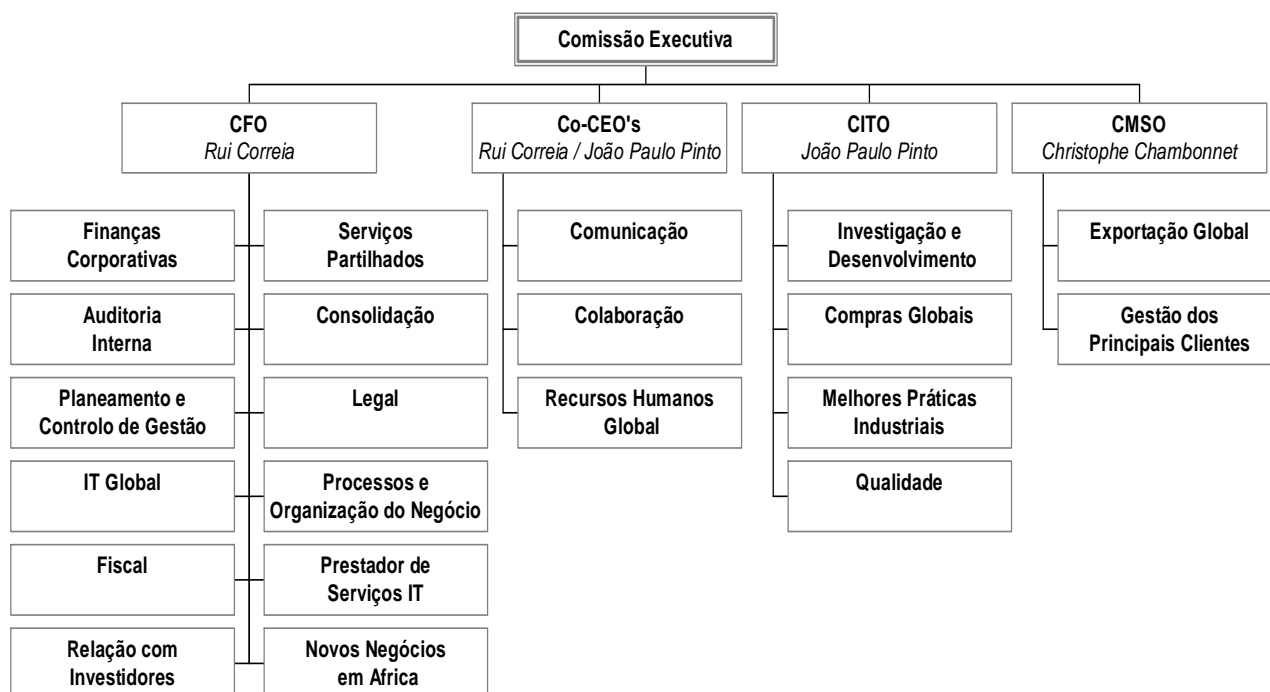 Comissão Executiva
CFO
Rui Correia
Co-CEO's
Rui Correia / João Paulo Pinto
CITO
João Paulo Pinto
CMSO
Christophe Chambonnet
Finanças
Corporativas
Serviços
Partilhados
Auditoria
Interna
Consolidação
Planeamento e
Controlo de Gestão
Legal
IT Global
Processos e
Organização do Negócio
Fiscal
Prestador de
Serviços IT
Relação com
Investidores
Novos Negócios
em Africa
Comunicação
Colaboração
Recursos Humanos
Global
Investigação e
Desenvolvimento
Compras Globais
Melhores Práticas
Industriais
Qualidade
Exportação Global
Gestão dos
Principais Clientes